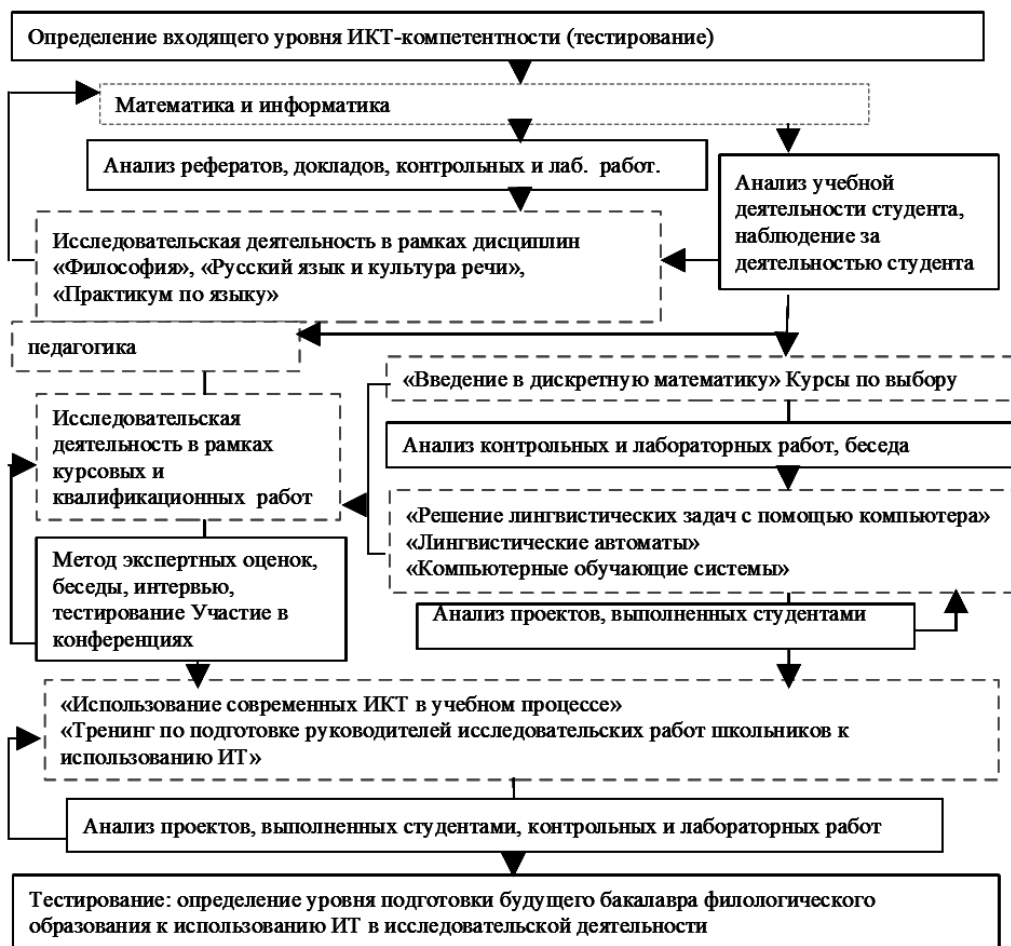 Определение входящего уровня ИКТ-компетентности (тестирование)
Математика и информатика
Анализ рефератов, докладов, контрольных и лаб. работ.
Анализ учебной
деятельности студента,
наблюдение за
деятельностью студента
Исследовательская деятельность в рамках дисциплин
«Философия», «Русский язык и культура речи»,
«Практикум по языку»
педагогика
«Введение в дискретную математику» Курсы по выбору
Исследовательская
деятельность в рамках
курсовых и
квалификационных работ
Анализ контрольных и лабораторных работ, беседа
«Решение лингвистических задач с помощью компьютера»
«Лингвистические автоматы»
«Компьютерные обучающие системы»
Метод экспертных оценок,
беседы, интервью,
тестирование Участие в
конференциях
Анализ проектов, выполненных студентами
«Использование современных ИКТ в учебном процессе»
«Тренинг по подготовке руководителей исследовательских работ школьников к
использованию ИТ»
Анализ проектов, выполненных студентами, контрольных и лабораторных работ
Тестирование: определение уровня подготовки будущего бакалавра филологического
образования к использованию ИТ в исследовательской деятельности